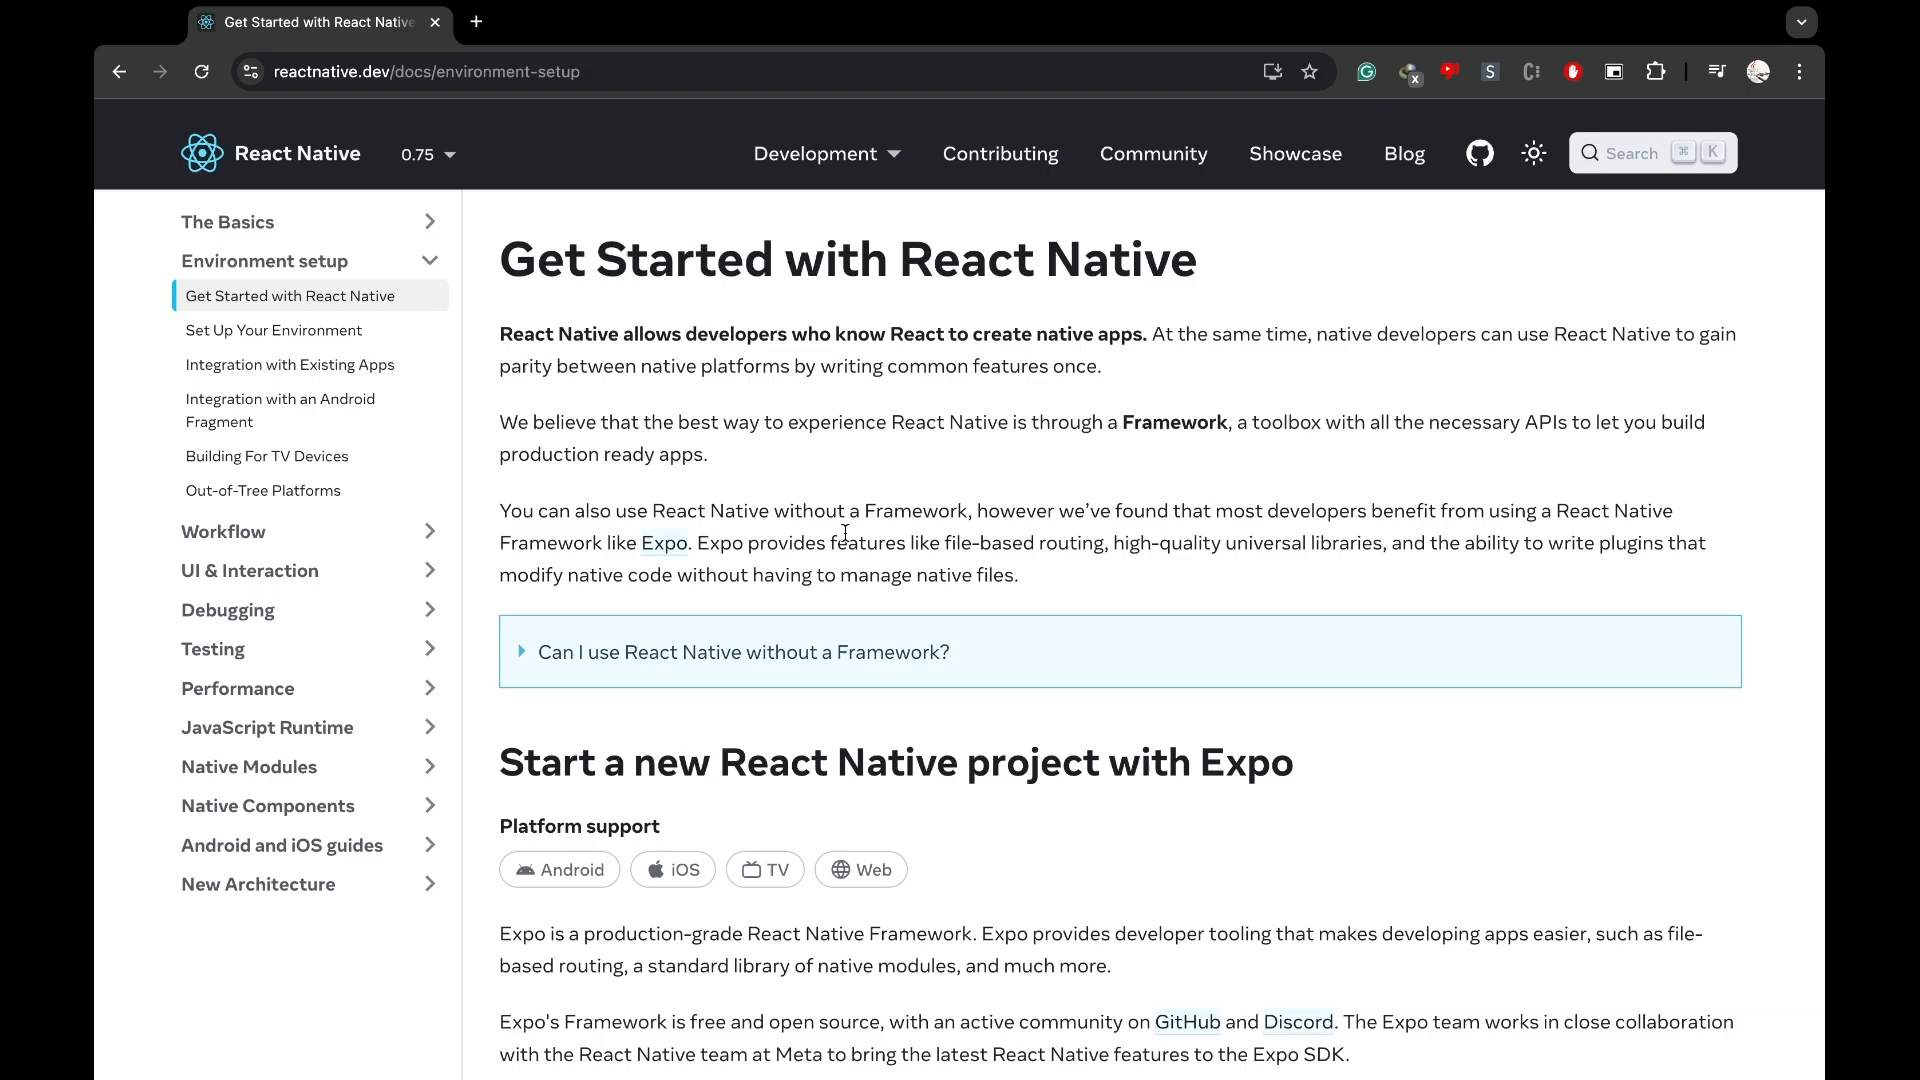 Get Started with React Native
reactnative.dev/docs/environment-setup
React Native
0.75
Development
Contributing
Community
Showcase
Blog
Search ⌘ K
The Basics
Environment setup
Get Started with React Native
Set Up Your Environment
Integration with Existing Apps
Integration with an Android
Fragment
Building For TV Devices
Out-of-Tree Platforms
Workflow
UI & Interaction
Debugging
Testing
Performance
JavaScript Runtime
Native Modules
Native Components
Android and iOS guides
New Architecture
Get Started with React Native
React Native allows developers who know React to create native apps. At the same time, native developers can use React Native to gain
parity between native platforms by writing common features once.
We believe that the best way to experience React Native is through a Framework, a toolbox with all the necessary APIs to let you build
production ready apps.
You can also use React Native without a Framework, however we’ve found that most developers benefit from using a React Native
Framework like Expo. Expo provides features like file-based routing, high-quality universal libraries, and the ability to write plugins that
modify native code without having to manage native files.
Can I use React Native without a Framework?
Start a new React Native project with Expo
Platform support
Android
iOS
TV
Web
Expo is a production-grade React Native Framework. Expo provides developer tooling that makes developing apps easier, such as file-
based routing, a standard library of native modules, and much more.
Expo's Framework is free and open source, with an active community on GitHub and Discord. The Expo team works in close collaboration
with the React Native team at Meta to bring the latest React Native features to the Expo SDK.